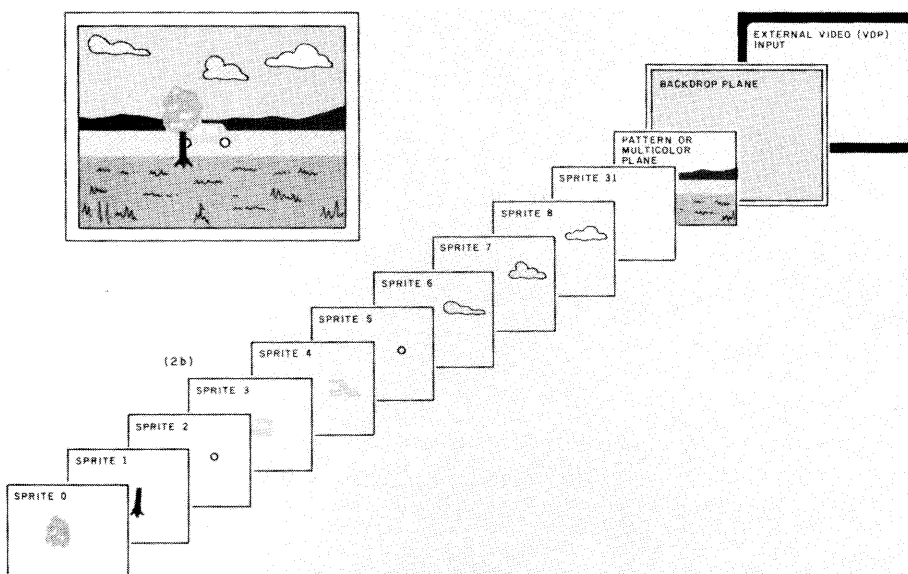 EXTERNAL VIDEO (VDP)
INPUT
BACKDROP PLANE
PATTERN OR
MULTICOLOR
PLANE
SPRITE 31
SPRITE 8
SPRITE 7
SPRITE 6
SPRITE 5
(2b)
SPRITE 4
SPRITE 3
SPRITE 2
SPRITE 1
SPRITE 0